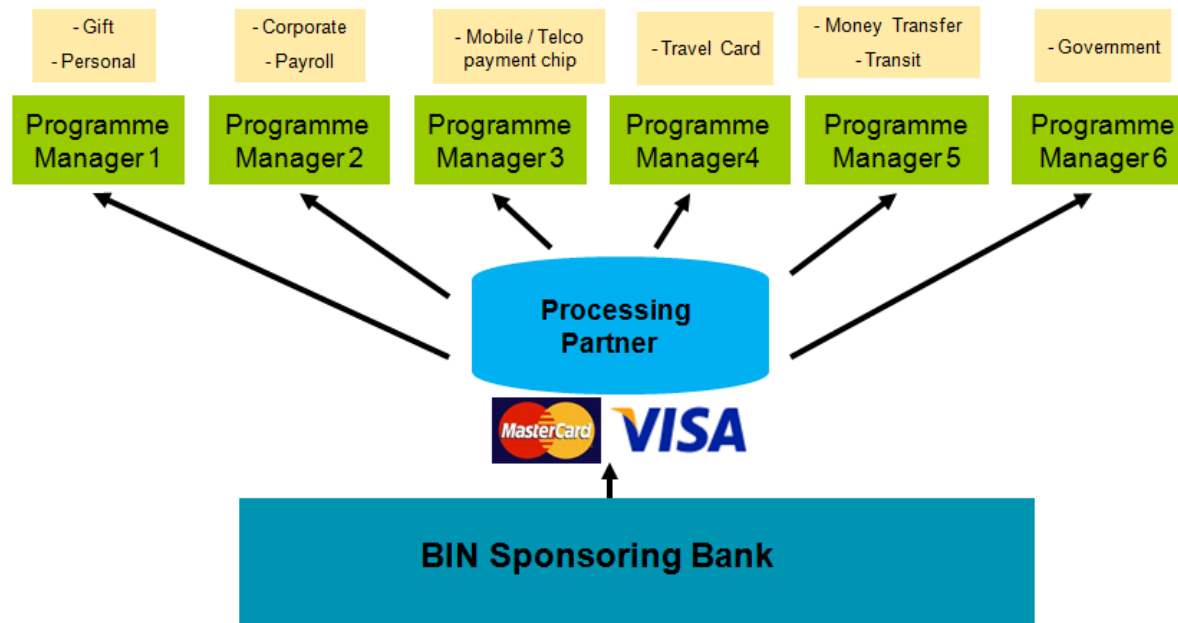 - Gift
- Personal
- Corporate
- Payroll
- Mobile / Telco
payment chip
- Travel Card
- Money Transfer
- Transit
- Government
Programme
Manager 1
Programme
Manager 2
Programme
Manager 3
Programme
Manager4
Programme
Manager 5
Programme
Manager 6
Processing
Partner
MasterCard
VISA
BIN Sponsoring Bank